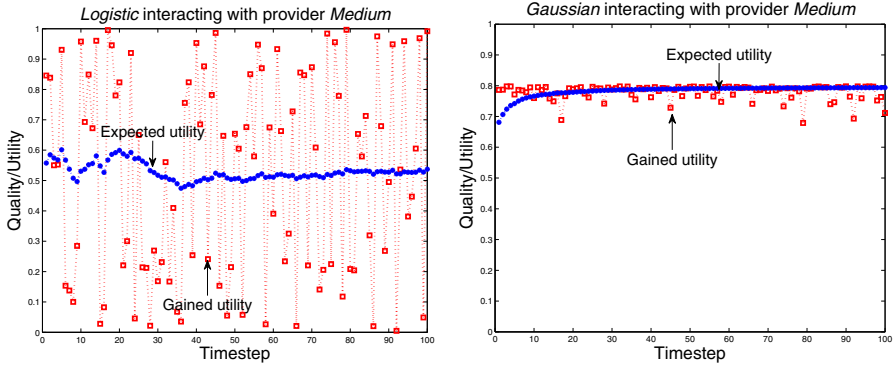 Logistic interacting with provider Medium
Quality/Utility
1
0.9
0.8
0.7
0.6
0.5
0.4
0.3
0.2
0.1
0
Expected utility
Gained utility
0 10 20 30 40 50 60 70 80 90 100
Timestep
Gaussian interacting with provider Medium
Quality/Utility
1
0.9
0.8
0.7
0.6
0.5
0.4
0.3
0.2
0.1
0
Expected utility
Gained utility
0 10 20 30 40 50 60 70 80 90 100
Timestep